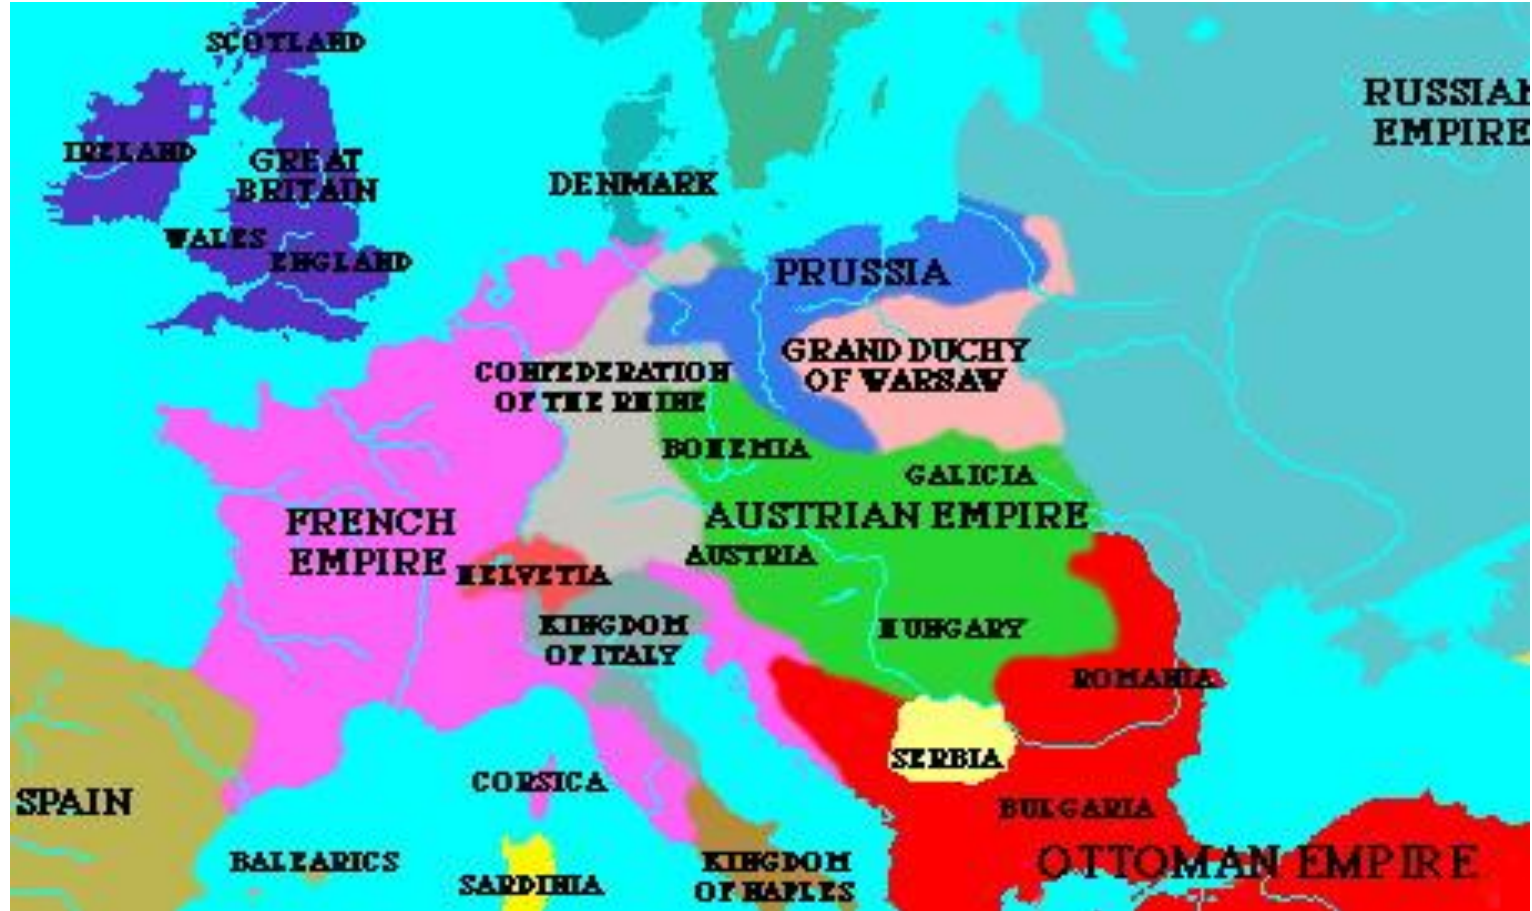 SCOTLAND
RUSSIAN
EMPIRE
IRELAND
GREAT
BRITAIN
DENMARK
WALES
ENGLAND
PRUSSIA
GRAND DUCHY
OF WARSAW
CONFEDERATION
OF THE RHINE
BOHEMIA
GALICIA
FRENCH
EMPIRE
AUSTRIAN EMPIRE
AUSTRIA
HELVETIA
KINGDOM
OF ITALY
HUNGARY
ROMANIA
SERBIA
SPAIN
CORSICA
BULGARIA
BALEARICS
SARDINIA
KINGDOM
OF NAPLES
OTTOMAN EMPIRE